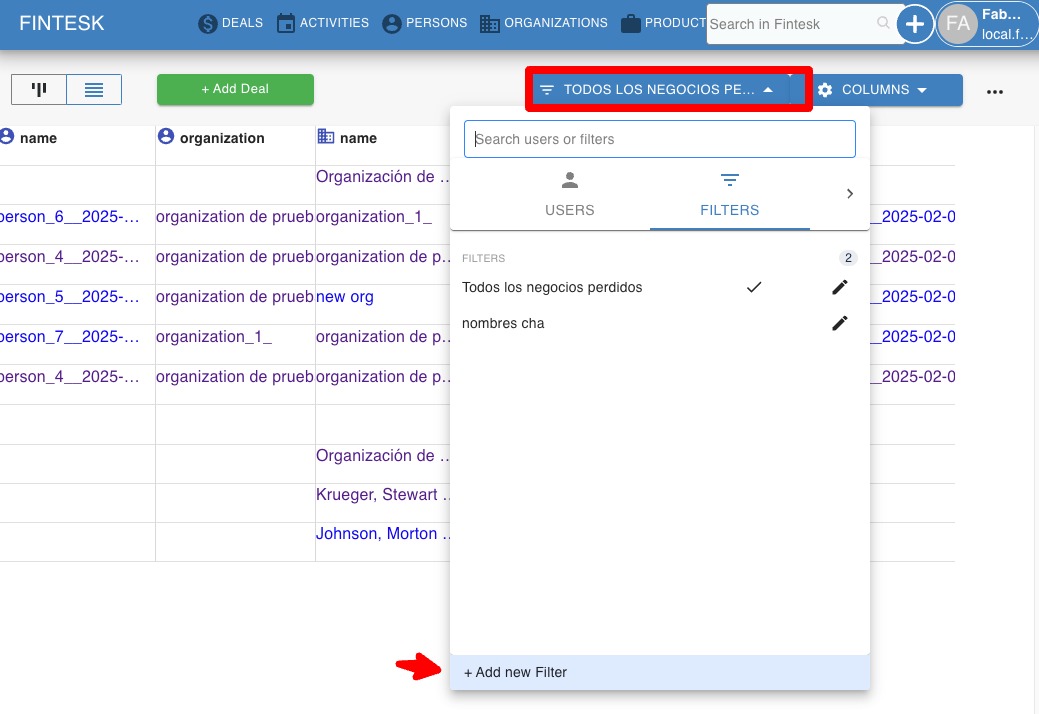 FINTESK
DEALS
ACTIVITIES
PERSONS
ORGANIZATIONS
PRODUCT
Search in Fintesk
FA
Fab...
local.f...
+ Add Deal
TODOS LOS NEGOCIOS PE...
COLUMNS
name
organization
name
Search users or filters
USERS
FILTERS
FILTERS
2
Todos los negocios perdidos
nombres cha
+ Add new Filter
Organización de ...
person_6__2025-... organization de prueb organization_1_ _2025-02-0
person_4__2025-... organization de prueb organization de p... _2025-02-0
person_5__2025-... organization de prueb new org _2025-02-0
person_7__2025-... organization_1_ organization de p... _2025-02-0
person_4__2025-... organization de prueb organization de p... _2025-02-0
Organización de ...
Krueger, Stewart ...
Johnson, Morton ...